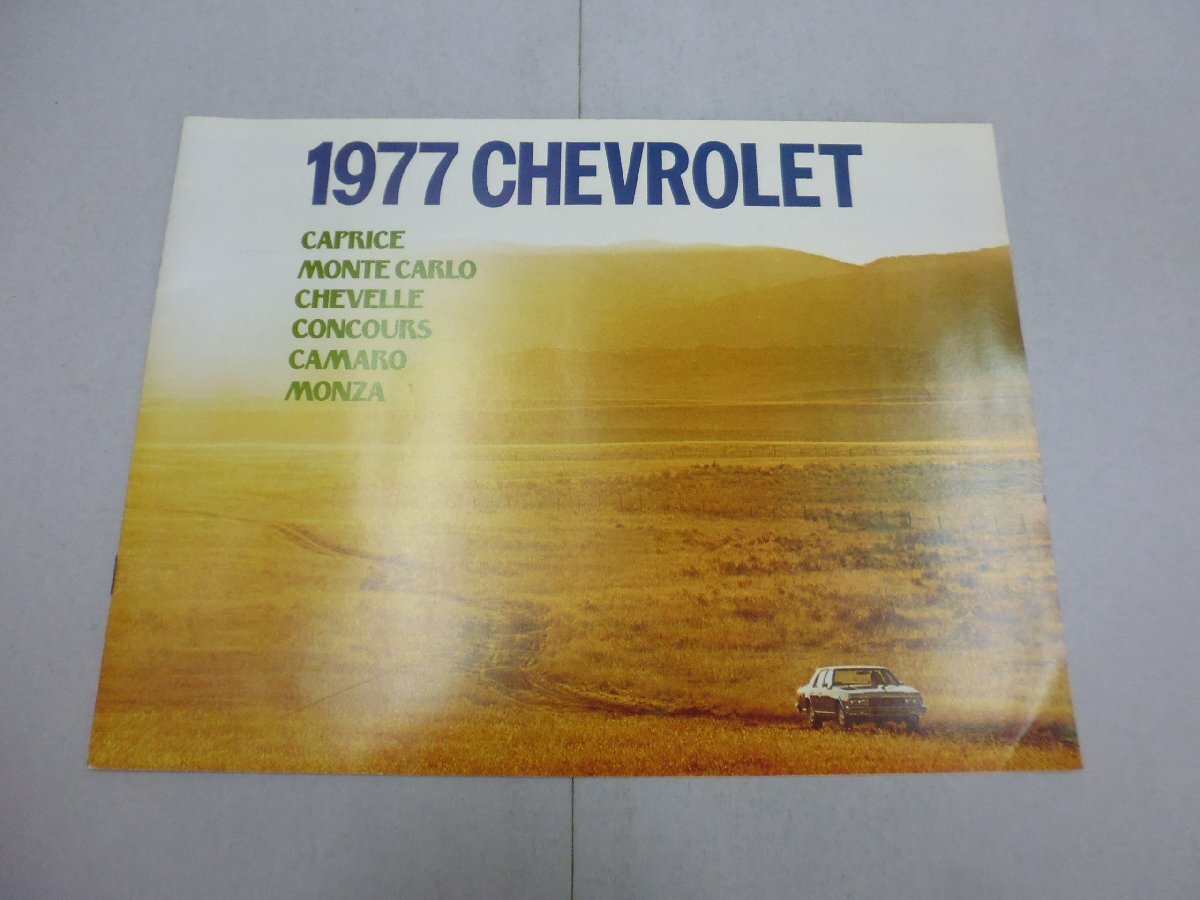 1977 CHEVROLET
CAPRICE
MONTE CARLO
CHEVELLE
CONCOURS
CAMARO
MONZA